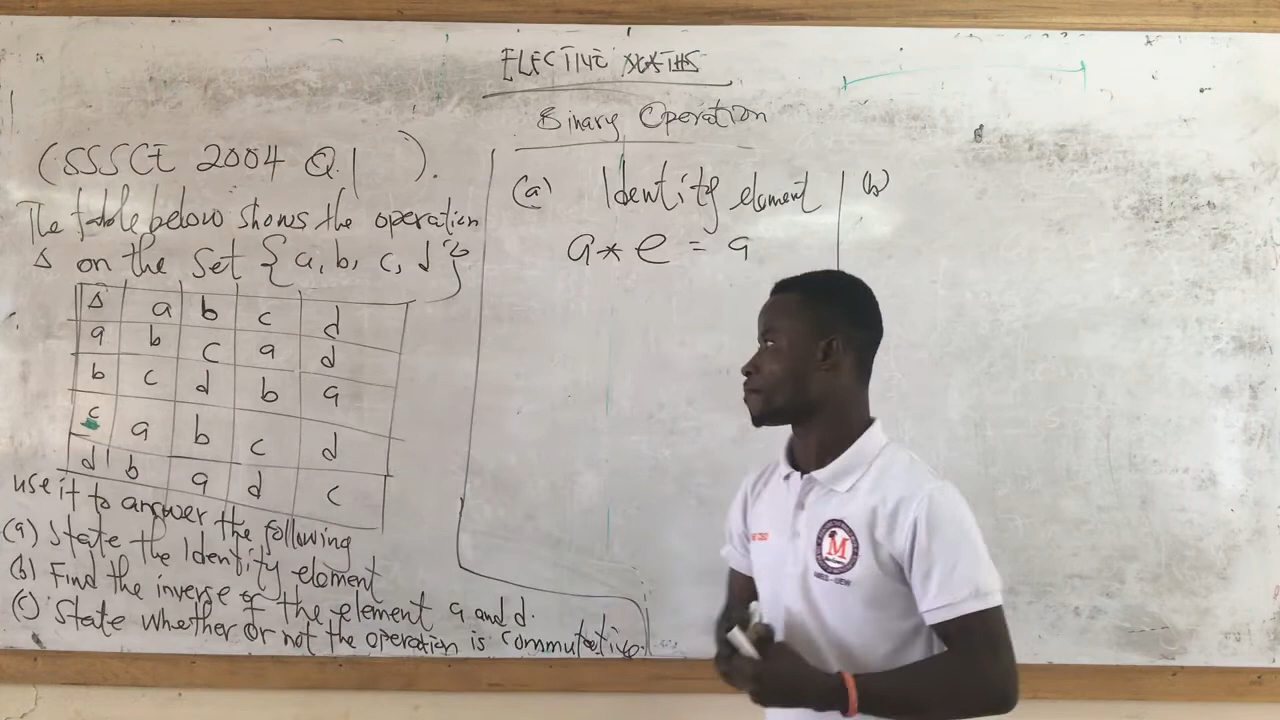 ELECTIVE MATHS
Binary Operation
(SSSCE 2004 Q.1 ).
The table below shows the operation
Δ on the set {a, b, c, d}
Δ a b c d
a b c a d
b c d b a
c a b c d
d b a d c
use it to answer the following
(a) State the Identity element
(b) Find the inverse of the element a and d.
(c) State whether or not the operation is commutative.
(a) Identity element
a * e = a
(b)
M